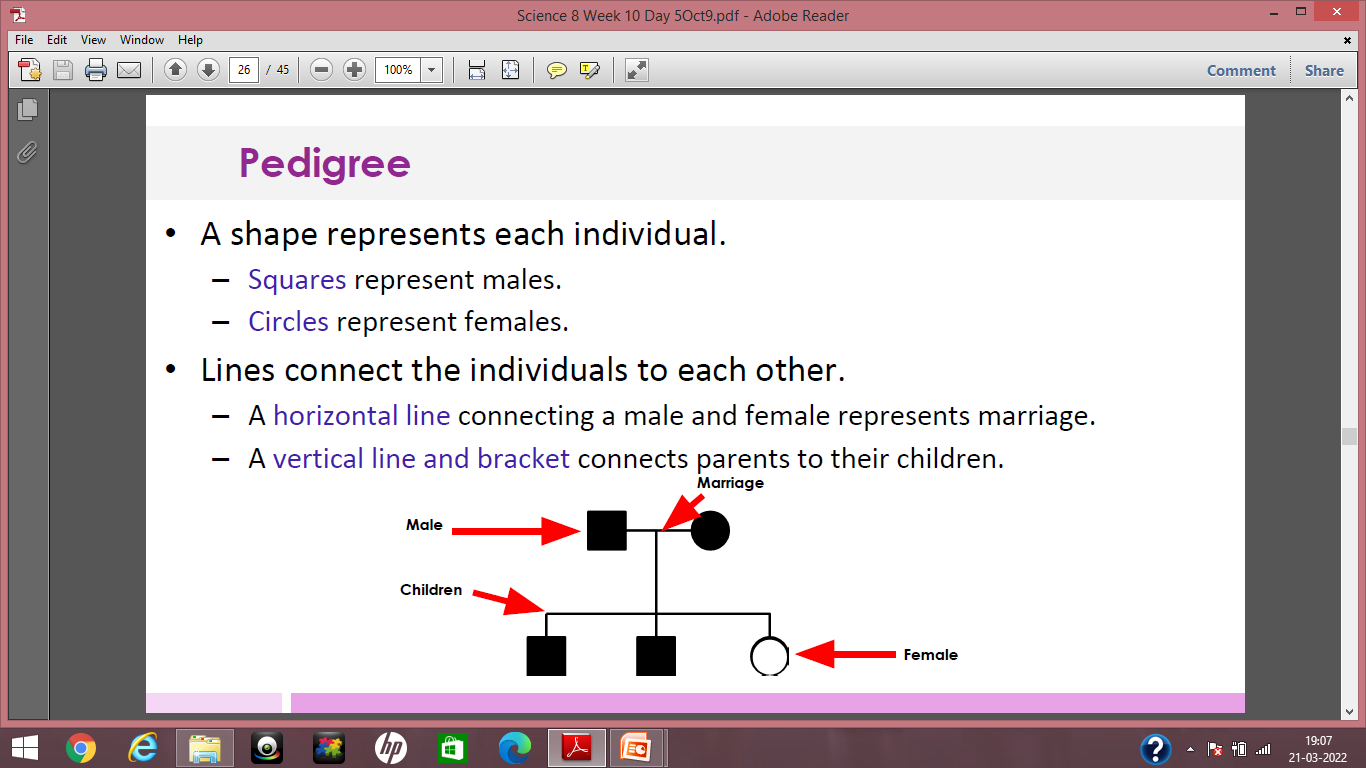 Science 8 Week 10 Day 5Oct9.pdf - Adobe Reader
File Edit View Window Help
26 / 45 100% Comment Share
Pedigree
• A shape represents each individual.
– Squares represent males.
– Circles represent females.
• Lines connect the individuals to each other.
– A horizontal line connecting a male and female represents marriage.
– A vertical line and bracket connects parents to their children.
Marriage
Male
Children
Female
19:07
21-03-2022